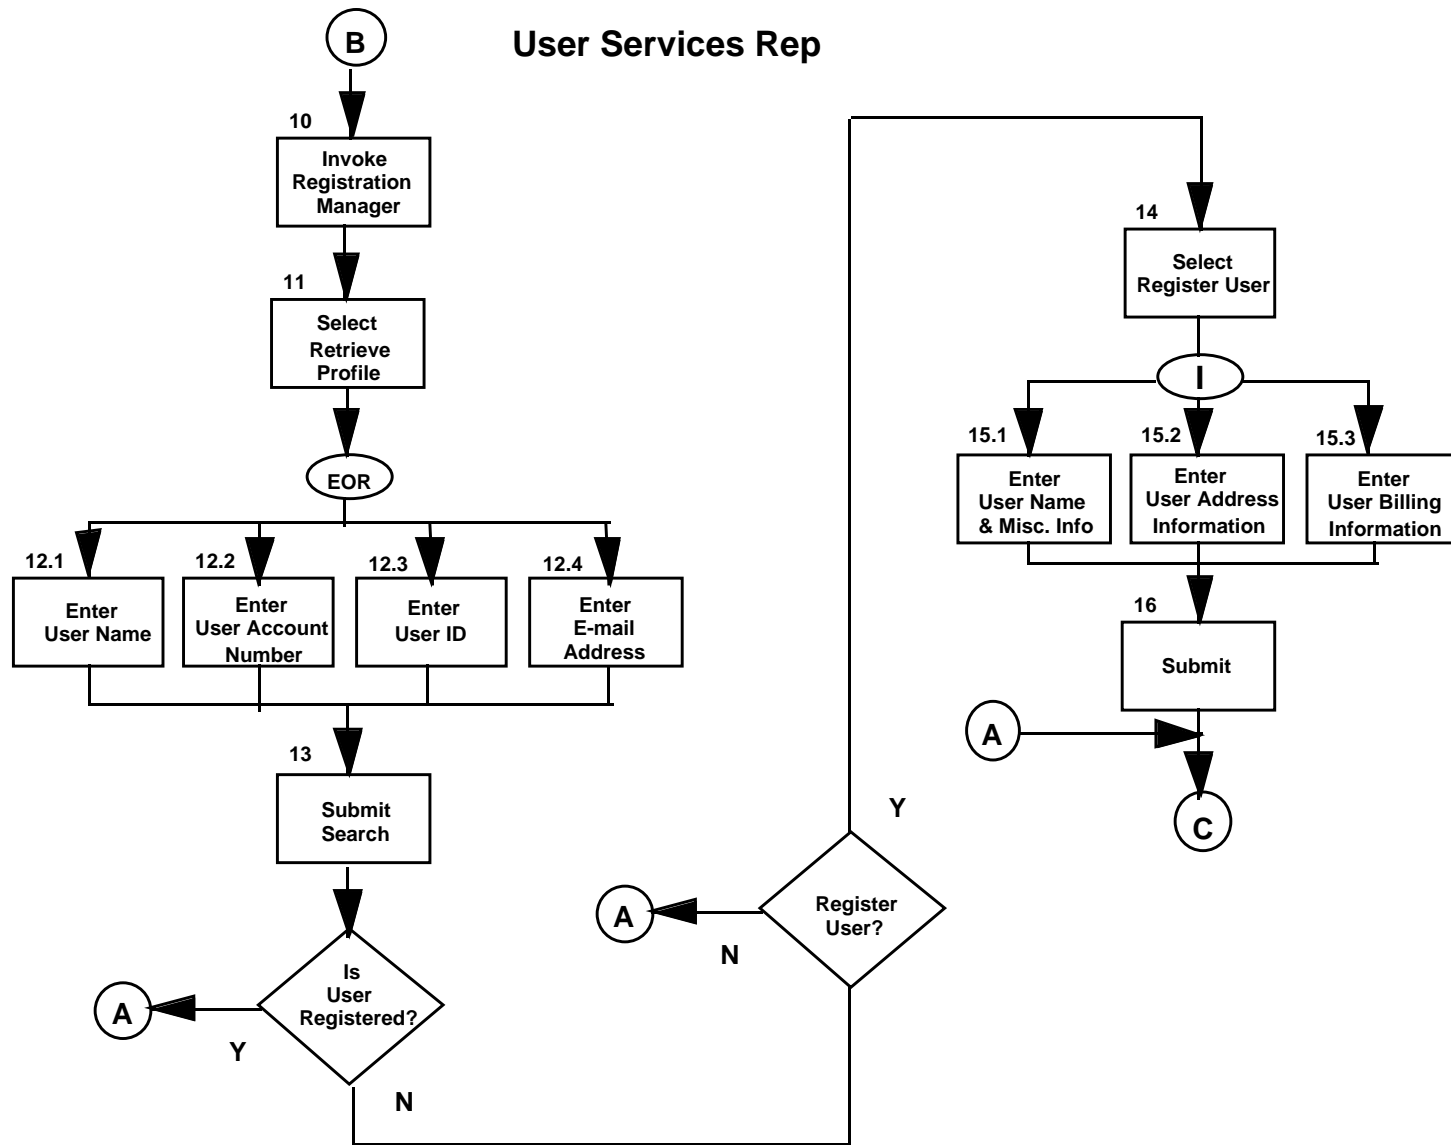 B
User Services Rep
10
Invoke
Registration
Manager
11
Select
Retrieve
Profile
EOR
12.1
Enter
User Name
12.2
Enter
User Account
Number
12.3
Enter
User ID
12.4
Enter
E-mail
Address
13
Submit
Search
Is
User
Registered?
A
Y
N
Register
User?
A
N
Y
14
Select
Register User
I
15.1
Enter
User Name
& Misc. Info
15.2
Enter
User Address
Information
15.3
Enter
User Billing
Information
16
Submit
A
C